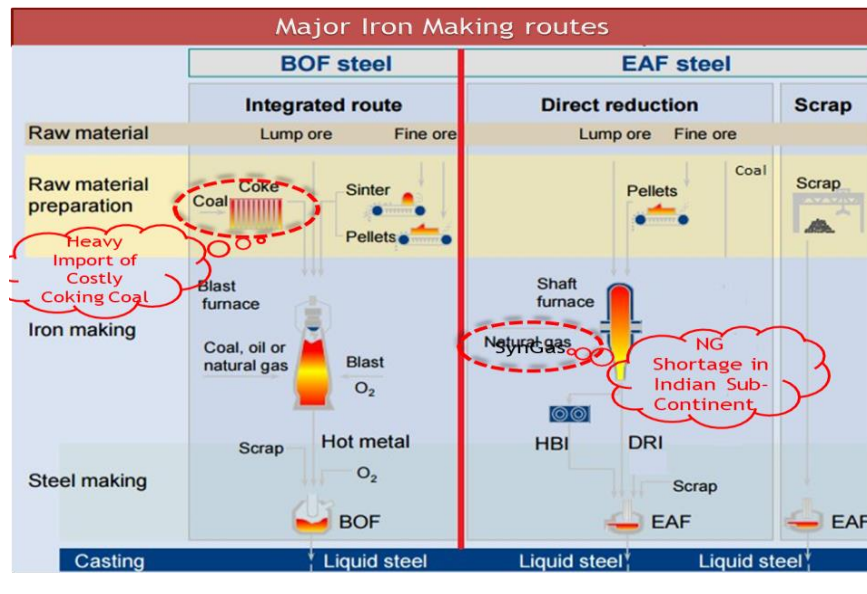 Major Iron Making routes
BOF steel
EAF steel
Integrated route
Direct reduction
Scrap
Raw material
Lump ore
Fine ore
Lump ore
Fine ore
Raw material
preparation
Coal
Coke
Sinter
Pellets
Pellets
Coal
Scrap
Heavy
Import of
Costly
Coking Coal
Iron making
Blast
furnace
Coal, oil or
natural gas
Blast
O₂
Shaft
furnace
Natural gas
SynGas
NG
Shortage in
Indian Sub-
Continent
Steel making
Scrap
Hot metal
O₂
BOF
HBI
DRI
Scrap
EAF
EAF
Casting
Liquid steel
Liquid steel
Liquid steel